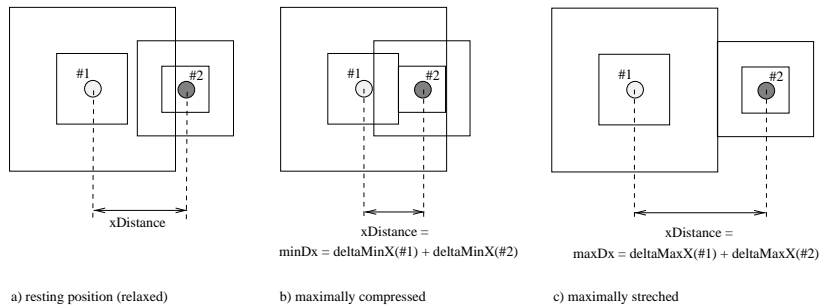 #1
#2
xDistance
a) resting position (relaxed)
#1
#2
xDistance =
minDx = deltaMinX(#1) + deltaMinX(#2)
b) maximally compressed
#1
#2
xDistance =
maxDx = deltaMaxX(#1) + deltaMaxX(#2)
c) maximally streched